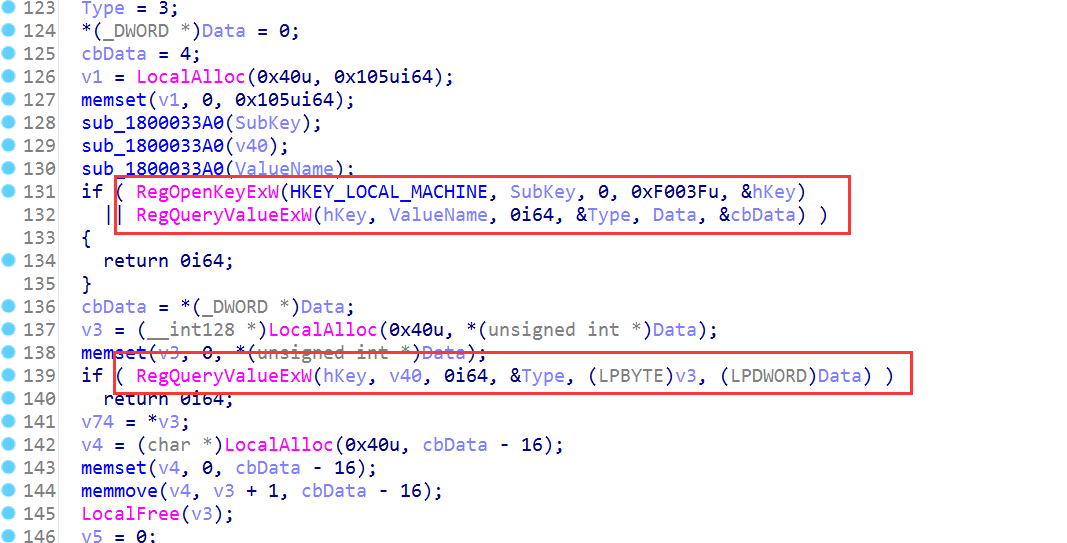 123 Type = 3;
124 *(_DWORD *)Data = 0;
125 cbData = 4;
126 v1 = LocalAlloc(0x40u, 0x105ui64);
127 memset(v1, 0, 0x105ui64);
128 sub_1800033A0(SubKey);
129 sub_1800033A0(v40);
130 sub_1800033A0(ValueName);
131 if ( RegOpenKeyExW(HKEY_LOCAL_MACHINE, SubKey, 0, 0xF003Fu, &hKey)
132 || RegQueryValueExW(hKey, ValueName, 0i64, &Type, Data, &cbData) )
133 {
134 return 0i64;
135 }
136 cbData = *(_DWORD *)Data;
137 v3 = (__int128 *)LocalAlloc(0x40u, *(unsigned int *)Data);
138 memset(v3, 0, *(unsigned int *)Data);
139 if ( RegQueryValueExW(hKey, v40, 0i64, &Type, (LPBYTE)v3, (LPDWORD)Data) )
140 return 0i64;
141 v74 = *v3;
142 v4 = (char *)LocalAlloc(0x40u, cbData - 16);
143 memset(v4, 0, cbData - 16);
144 memmove(v4, v3 + 1, cbData - 16);
145 LocalFree(v3);
146 v5 = 0;